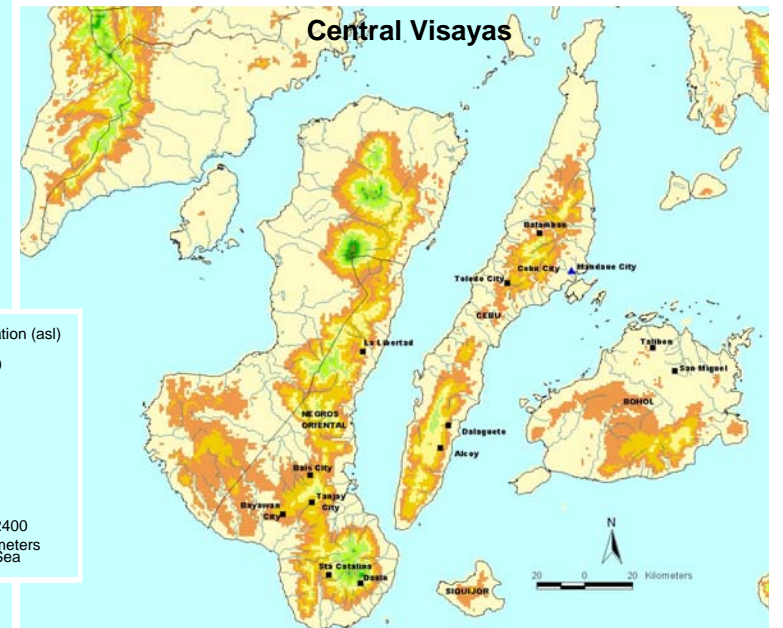 Central Visayas
Balamban
Cebu City
Mandaue City
Toledo City
CEBU
La Libertad
Talibon
San Miguel
BOHOL
NEGROS
ORIENTAL
Dalaguete
Alcoy
Bais City
Tanjay
City
Bayawan
City
Sta Catalina
Dauin
SIQUIJOR
N
20 0 20 Kilometers
ation (asl)
2400
meters
Sea